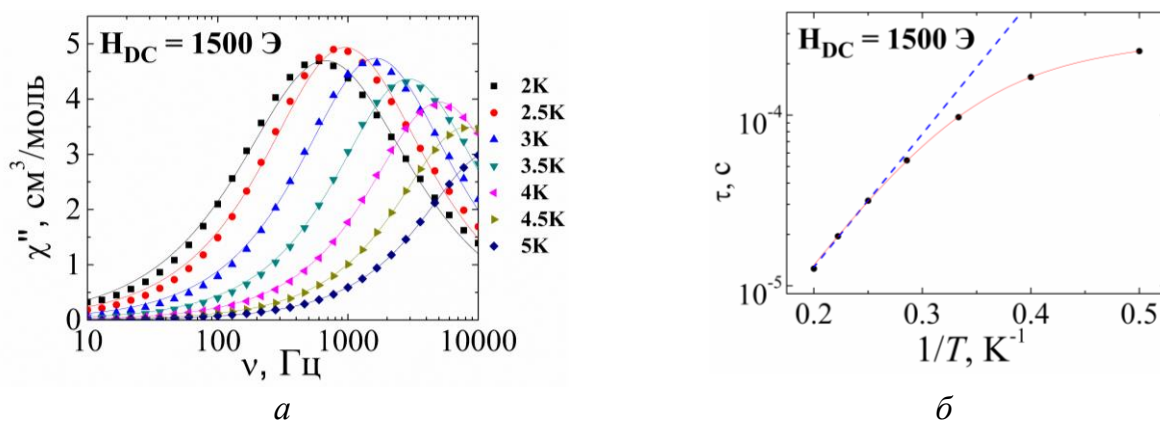 H_DC = 1500 Э
χ'', см³/моль
5
4
3
2
1
0
10 100 1000 10000
ν, Гц
2K
2.5K
3K
3.5K
4K
4.5K
5K
а
H_DC = 1500 Э
τ, с
10⁻⁴
10⁻⁵
0.2 0.3 0.4 0.5
1/T, K⁻¹
б